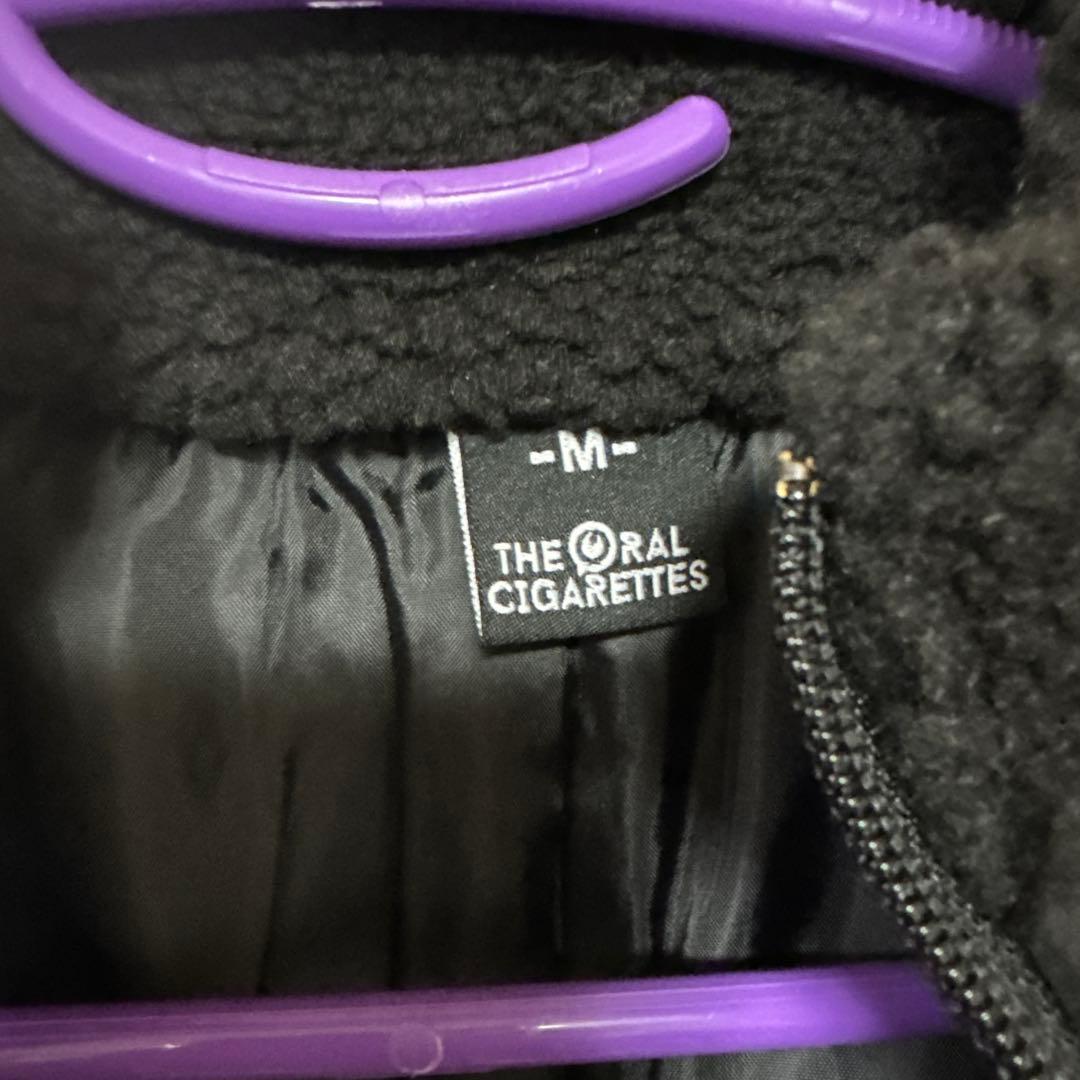 -M-
THE ORAL
CIGARETTES